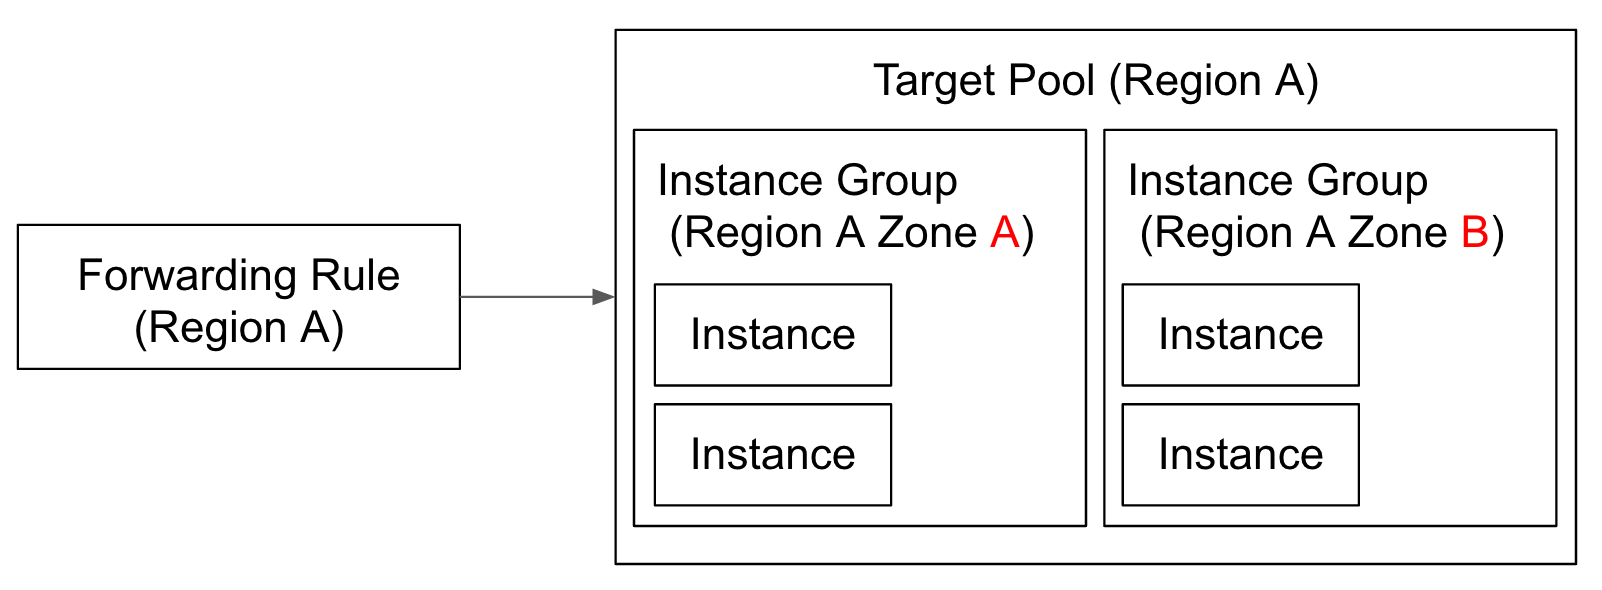 Target Pool (Region A)
Instance Group
(Region A Zone A)
Instance
Instance
Instance Group
(Region A Zone B)
Instance
Instance
Forwarding Rule
(Region A)